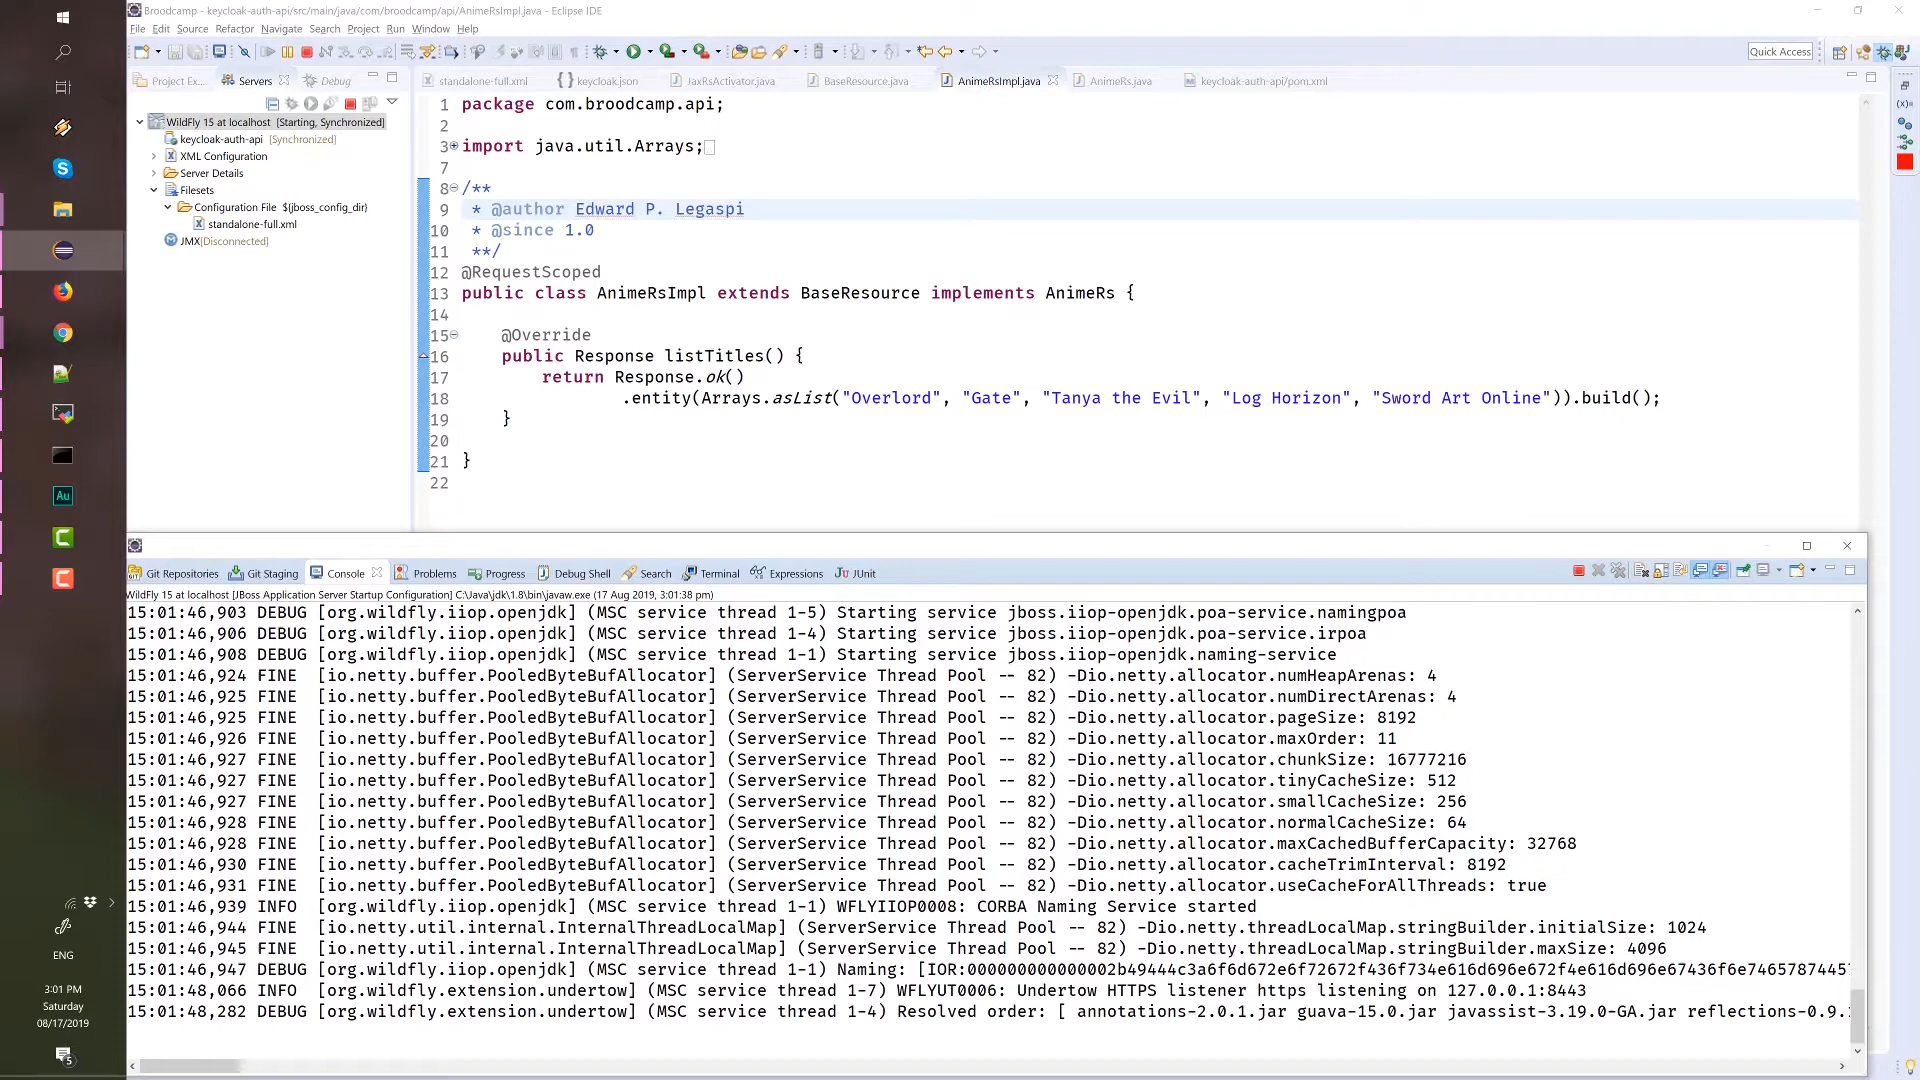 Broodcamp - keycloak-auth-api/src/main/java/com/broodcamp/api/AnimeRsImpl.java - Eclipse IDE
File Edit Source Refactor Navigate Search Project Run Window Help
Quick Access
Project Ex... Servers Debug
standalone-full.xml keycloak.json JaxRsActivator.java BaseResource.java AnimeRsImpl.java AnimeRs.java keycloak-auth-api/pom.xml
WildFly 15 at localhost [Starting, Synchronized]
keycloak-auth-api [Synchronized]
XML Configuration
Server Details
Filesets
Configuration File ${jboss_config_dir}
standalone-full.xml
JMX[Disconnected]
1 package com.broodcamp.api;
2
3 import java.util.Arrays;
7
8 /**
9 * @author Edward P. Legaspi
10 * @since 1.0
11 **/
12 @RequestScoped
13 public class AnimeRsImpl extends BaseResource implements AnimeRs {
14
15 @Override
16 public Response listTitles() {
17 return Response.ok()
18 .entity(Arrays.asList("Overlord", "Gate", "Tanya the Evil", "Log Horizon", "Sword Art Online")).build();
19 }
20
21 }
22
Git Repositories Git Staging Console Problems Progress Debug Shell Search Terminal Expressions JUnit
WildFly 15 at localhost [JBoss Application Server Startup Configuration] C:\Java\jdk\1.8\bin\javaw.exe (17 Aug 2019, 3:01:38 pm)
15:01:46,903 DEBUG [org.wildfly.iiop.openjdk] (MSC service thread 1-5) Starting service jboss.iiop-openjdk.poa-service.namingpoa
15:01:46,906 DEBUG [org.wildfly.iiop.openjdk] (MSC service thread 1-4) Starting service jboss.iiop-openjdk.poa-service.irpoa
15:01:46,908 DEBUG [org.wildfly.iiop.openjdk] (MSC service thread 1-1) Starting service jboss.iiop-openjdk.naming-service
15:01:46,924 FINE [io.netty.buffer.PooledByteBufAllocator] (ServerService Thread Pool -- 82) -Dio.netty.allocator.numHeapArenas: 4
15:01:46,925 FINE [io.netty.buffer.PooledByteBufAllocator] (ServerService Thread Pool -- 82) -Dio.netty.allocator.numDirectArenas: 4
15:01:46,925 FINE [io.netty.buffer.PooledByteBufAllocator] (ServerService Thread Pool -- 82) -Dio.netty.allocator.pageSize: 8192
15:01:46,926 FINE [io.netty.buffer.PooledByteBufAllocator] (ServerService Thread Pool -- 82) -Dio.netty.allocator.maxOrder: 11
15:01:46,927 FINE [io.netty.buffer.PooledByteBufAllocator] (ServerService Thread Pool -- 82) -Dio.netty.allocator.chunkSize: 16777216
15:01:46,927 FINE [io.netty.buffer.PooledByteBufAllocator] (ServerService Thread Pool -- 82) -Dio.netty.allocator.tinyCacheSize: 512
15:01:46,927 FINE [io.netty.buffer.PooledByteBufAllocator] (ServerService Thread Pool -- 82) -Dio.netty.allocator.smallCacheSize: 256
15:01:46,928 FINE [io.netty.buffer.PooledByteBufAllocator] (ServerService Thread Pool -- 82) -Dio.netty.allocator.normalCacheSize: 64
15:01:46,928 FINE [io.netty.buffer.PooledByteBufAllocator] (ServerService Thread Pool -- 82) -Dio.netty.allocator.maxCachedBufferCapacity: 32768
15:01:46,930 FINE [io.netty.buffer.PooledByteBufAllocator] (ServerService Thread Pool -- 82) -Dio.netty.allocator.cacheTrimInterval: 8192
15:01:46,931 FINE [io.netty.buffer.PooledByteBufAllocator] (ServerService Thread Pool -- 82) -Dio.netty.allocator.useCacheForAllThreads: true
15:01:46,939 INFO [org.wildfly.iiop.openjdk] (MSC service thread 1-1) WFLYIIOP0008: CORBA Naming Service started
15:01:46,944 FINE [io.netty.util.internal.InternalThreadLocalMap] (ServerService Thread Pool -- 82) -Dio.netty.threadLocalMap.stringBuilder.initialSize: 1024
15:01:46,945 FINE [io.netty.util.internal.InternalThreadLocalMap] (ServerService Thread Pool -- 82) -Dio.netty.threadLocalMap.stringBuilder.maxSize: 4096
15:01:46,947 DEBUG [org.wildfly.iiop.openjdk] (MSC service thread 1-1) Naming: [IOR:000000000000002b49444c3a6f6d672e6f72672f436f734e616d696e672f4e616d696e67436f6e7465787445
15:01:48,066 INFO [org.wildfly.extension.undertow] (MSC service thread 1-7) WFLYUT0006: Undertow HTTPS listener https listening on 127.0.0.1:8443
15:01:48,282 DEBUG [org.wildfly.extension.undertow] (MSC service thread 1-4) Resolved order: [ annotations-2.0.1.jar guava-15.0.jar javassist-3.19.0-GA.jar reflections-0.9.
Au
ENG
3:01 PM
Saturday
08/17/2019
5